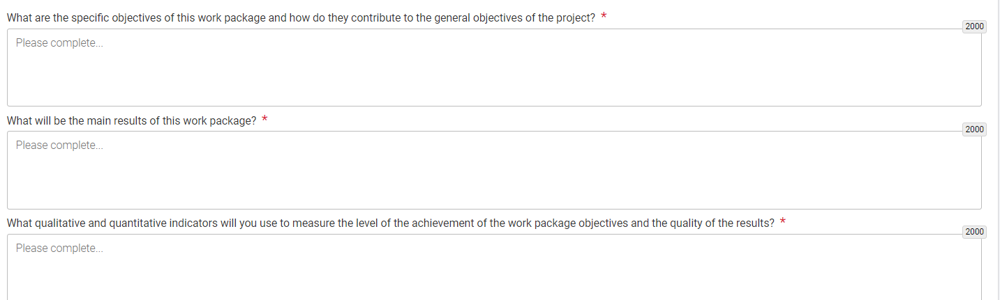 What are the specific objectives of this work package and how do they contribute to the general objectives of the project? *
2000
Please complete...
What will be the main results of this work package? *
2000
Please complete...
What qualitative and quantitative indicators will you use to measure the level of the achievement of the work package objectives and the quality of the results? *
2000
Please complete...